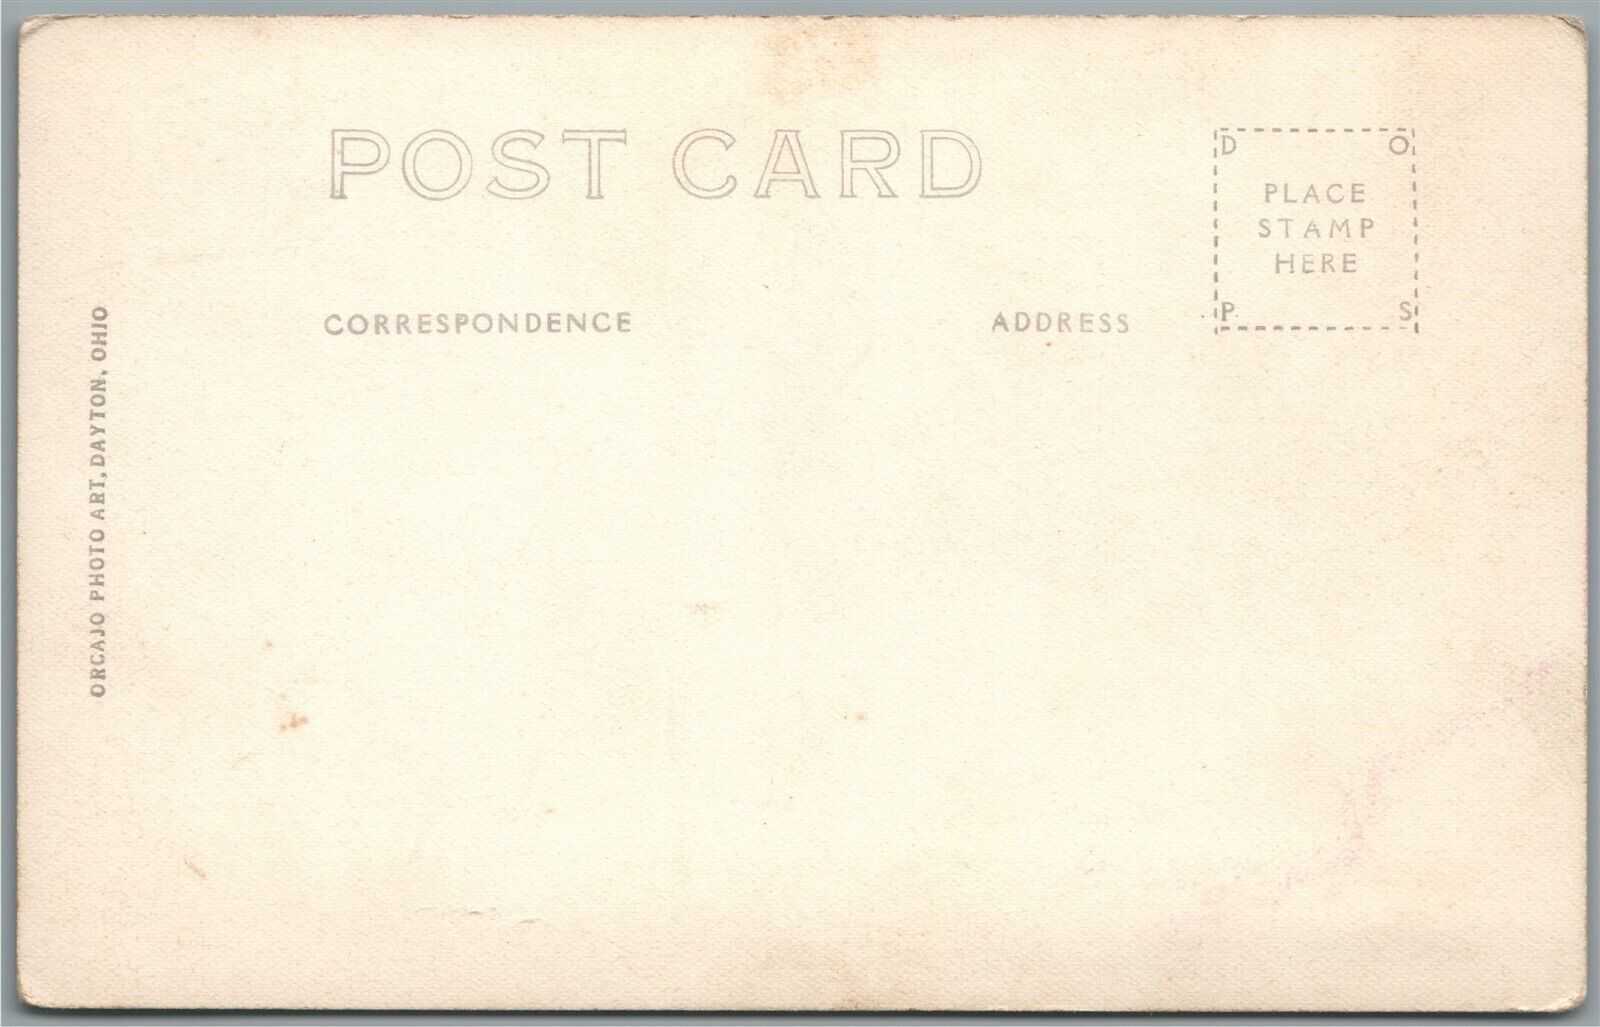 POST CARD
D O
PLACE
STAMP
HERE
P S
CORRESPONDENCE
ADDRESS
ORCAJO PHOTO ART, DAYTON, OHIO